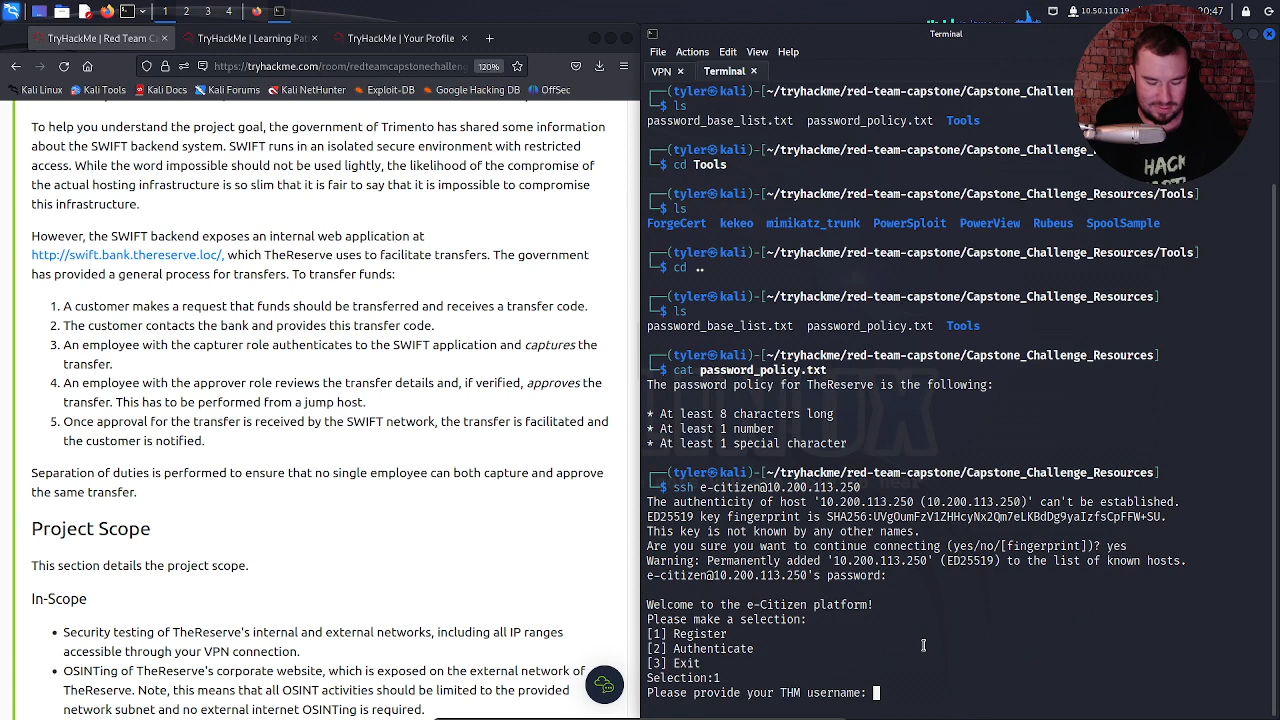 1 2 3 4
10.50.110.19
20:47
TryHackMe | Red Team C
TryHackMe | Learning Pat
TryHackMe | Your Profile
https://tryhackme.com/room/redteamcapstonechallen
120%
Kali Linux Kali Tools Kali Docs Kali Forums Kali NetHunter Exploit-DB Google Hacking DB OffSec
To help you understand the project goal, the government of Trimento has shared some information
about the SWIFT backend system. SWIFT runs in an isolated secure environment with restricted
access. While the word impossible should not be used lightly, the likelihood of the compromise
of the actual hosting infrastructure is so slim that it is fair to say that it is impossible to compromise
this infrastructure.
However, the SWIFT backend exposes an internal web application at
http://swift.bank.thereserve.loc/, which TheReserve uses to facilitate transfers. The government
has provided a general process for transfers. To transfer funds:
1. A customer makes a request that funds should be transferred and receives a transfer code.
2. The customer contacts the bank and provides this transfer code.
3. An employee with the capturer role authenticates to the SWIFT application and captures the
transfer.
4. An employee with the approver role reviews the transfer details and, if verified, approves the
transfer. This has to be performed from a jump host.
5. Once approval for the transfer is received by the SWIFT network, the transfer is facilitated and
the customer is notified.
Separation of duties is performed to ensure that no single employee can both capture and approve
the same transfer.
Project Scope
This section details the project scope.
In-Scope
• Security testing of TheReserve's internal and external networks, including all IP ranges
accessible through your VPN connection.
• OSINTing of TheReserve's corporate website, which is exposed on the external network of
TheReserve. Note, this means that all OSINT activities should be limited to the provided
network subnet and no external internet OSINTing is required.
Terminal
File Actions Edit View Help
VPN Terminal
┌──(tyler㉿kali)-[~/tryhackme/red-team-capstone/Capstone_Challen
└─$ ls
password_base_list.txt password_policy.txt Tools
┌──(tyler㉿kali)-[~/tryhackme/red-team-capstone/Capstone_Challen
└─$ cd Tools
┌──(tyler㉿kali)-[~/tryhackme/red-team-capstone/Capstone_Challenge_Resources/Tools]
└─$ ls
ForgeCert kekeo mimikatz_trunk PowerSploit PowerView Rubeus SpoolSample
┌──(tyler㉿kali)-[~/tryhackme/red-team-capstone/Capstone_Challenge_Resources/Tools]
└─$ cd ..
┌──(tyler㉿kali)-[~/tryhackme/red-team-capstone/Capstone_Challenge_Resources]
└─$ ls
password_base_list.txt password_policy.txt Tools
┌──(tyler㉿kali)-[~/tryhackme/red-team-capstone/Capstone_Challenge_Resources]
└─$ cat password_policy.txt
The password policy for TheReserve is the following:
* At least 8 characters long
* At least 1 number
* At least 1 special character
┌──(tyler㉿kali)-[~/tryhackme/red-team-capstone/Capstone_Challenge_Resources]
└─$ ssh e-citizen@10.200.113.250
The authenticity of host '10.200.113.250 (10.200.113.250)' can't be established.
ED25519 key fingerprint is SHA256:UVgOumFzV1ZHHcyNx2Qm7eLKBdDg9yaIzfsCpFFW+SU.
This key is not known by any other names.
Are you sure you want to continue connecting (yes/no/[fingerprint])? yes
Warning: Permanently added '10.200.113.250' (ED25519) to the list of known hosts.
e-citizen@10.200.113.250's password:
Welcome to the e-Citizen platform!
Please make a selection:
[1] Register
[2] Authenticate
[3] Exit
Selection:1
Please provide your THM username:
HACK